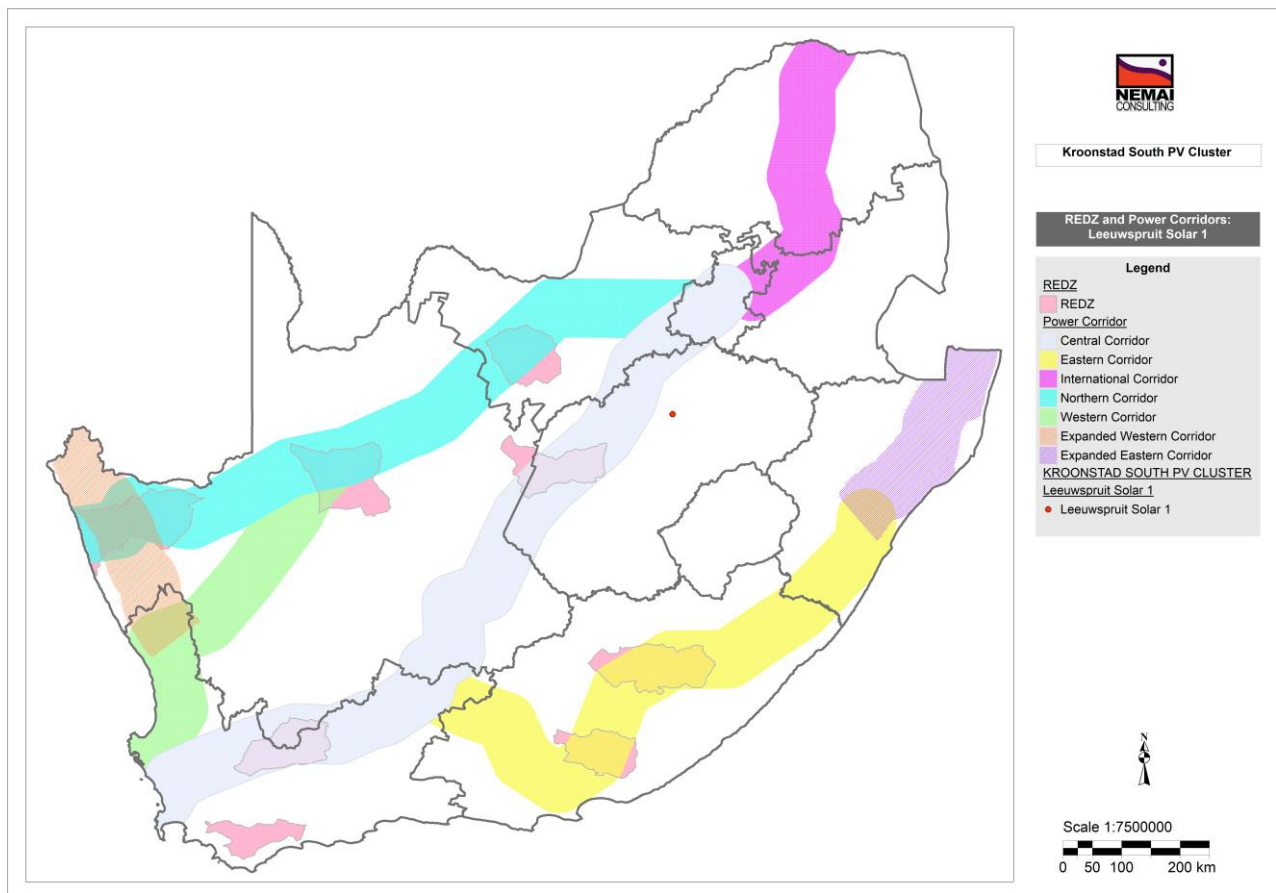 NEMAI
CONSULTING
Kroonstad South PV Cluster
REDZ and Power Corridors:
Leeuwspruit Solar 1
Legend
REDZ
REDZ
Power Corridor
Central Corridor
Eastern Corridor
International Corridor
Northern Corridor
Western Corridor
Expanded Western Corridor
Expanded Eastern Corridor
KROONSTAD SOUTH PV CLUSTER
Leeuwspruit Solar 1
Leeuwspruit Solar 1
N
Scale 1:7500000
0 50 100 200 km